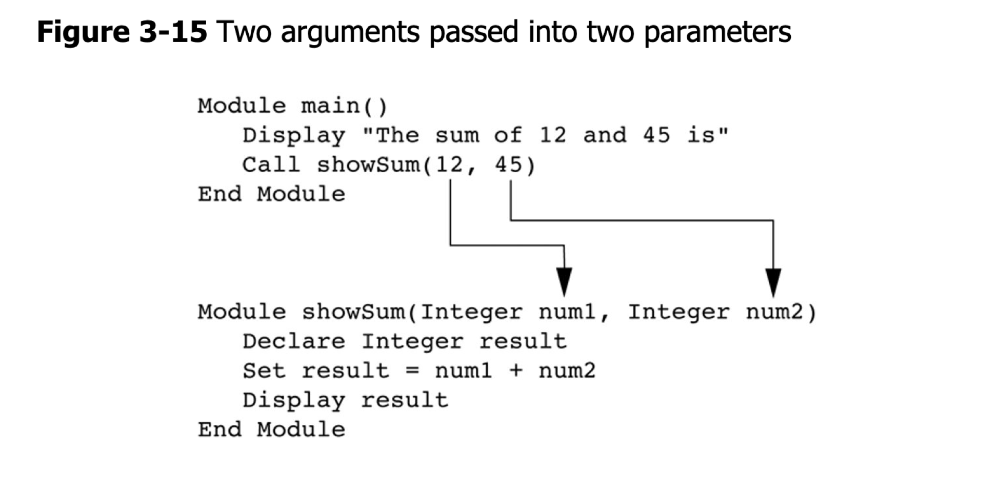 Figure 3-15 Two arguments passed into two parameters
Module main()
Display "The sum of 12 and 45 is"
Call showSum(12, 45)
End Module
Module showSum(Integer num1, Integer num2)
Declare Integer result
Set result = num1 + num2
Display result
End Module